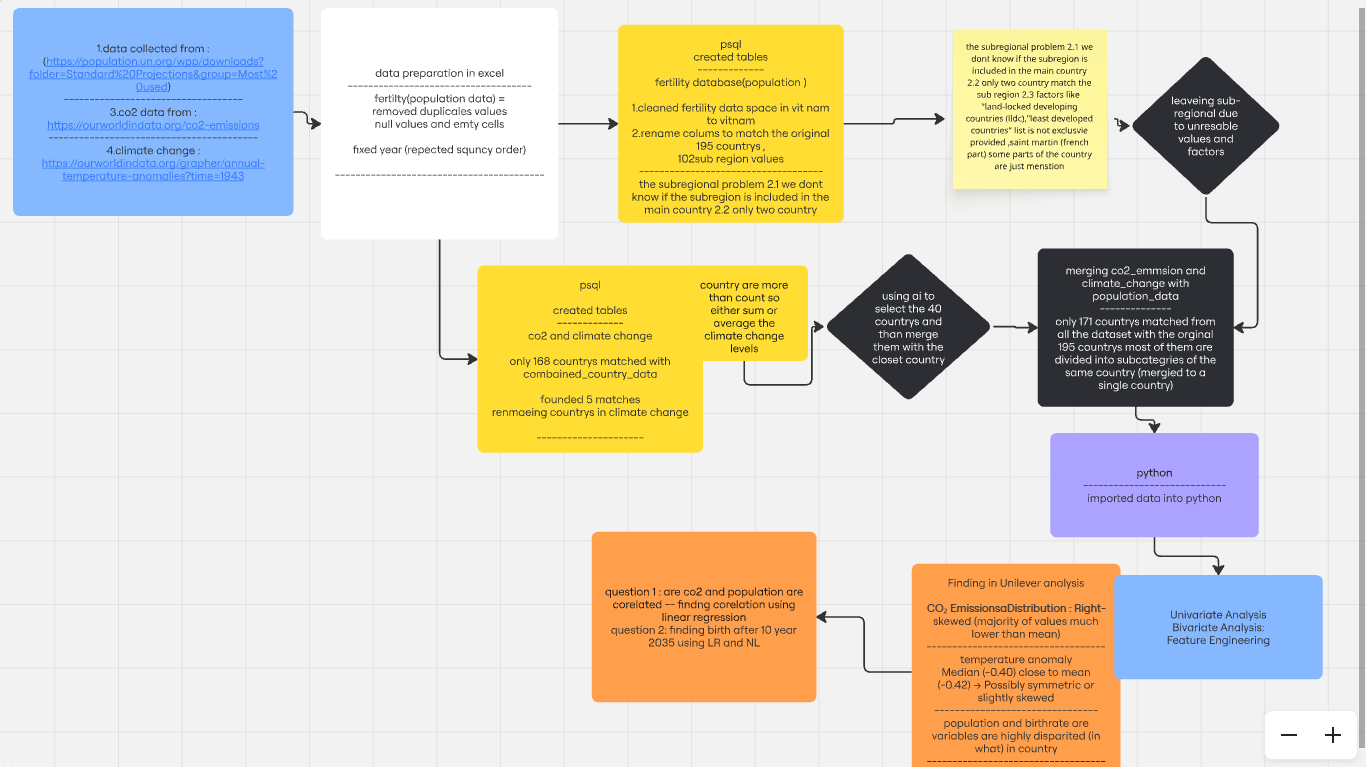 1.data collected from :
(https://population.un.org/wpp/downloads?
folder=Standard%20Projections&group=Most%2
0used)
-----------------------------------
3.co2 data from :
https://ourworldindata.org/co2-emissions
-----------------------------------------
4.climate change :
https://ourworldindata.org/grapher/annual-
temperature-anomalies?time=1943
data preparation in excel
------------------------------------
fertilty(population data) =
removed duplicales values
null values and emty cells
fixed year (repected squncy order)
-----------------------------------------
psql
created tables
-------------
fertility database(population )
1.cleaned fertility data space in vit nam
to vitnam
2.rename colums to match the original
195 countrys ,
102sub region values
------------------------------------
the subregional problem 2.1 we dont
know if the subregion is included in the
main country 2.2 only two country
the subregional problem 2.1 we
dont know if the subregion is
included in the main country
2.2 only two country match the
sub region 2.3 factors like
"land-locked developing
countries (lldc),"least developed
countries" list is not exclusvie
provided ,saint martin (french
part) some parts of the country
are just menstion
leaveing sub-
regional due
to unresable
values and
factors
psql
created tables
-------------
co2 and climate change
only 168 countrys matched with
combained_country_data
founded 5 matches
renmaeing countrys in climate change
---------------------
country are more
than count so
either sum or
average the
climate change
levels
using ai to
select the 40
countrys and
than merge
them with the
closet country
merging co2_emmsion and
climate_change with
population_data
--------------
only 171 countrys matched from
all the dataset with the orginal
195 countrys most of them are
divided into subcategries of the
same country (mergied to a
single country)
python
----------------------------
imported data into python
Univariate Analysis
Bivariate Analysis:
Feature Engineering
Finding in Unilever analysis
CO₂ EmissionsaDistribution : Right-
skewed (majority of values much
lower than mean)
-----------------------------------
temperature anomaly
Median (-0.40) close to mean
(-0.42) → Possibly symmetric or
slightly skewed
--------------------------------
population and birthrate are
variables are highly disparited (in
what) in country
-----------------------------------
question 1 : are co2 and population are
corelated -- findng corelation using
linear regression
question 2: finding birth after 10 year
2035 using LR and NL